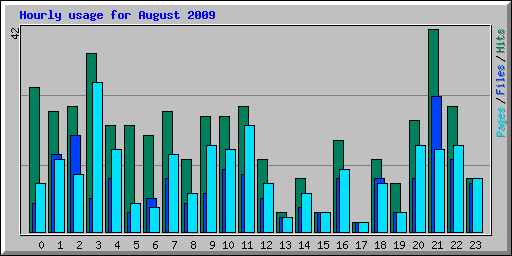 Hourly usage for August 2009
42
Pages/Files/Hits
0 1 2 3 4 5 6 7 8 9 10 11 12 13 14 15 16 17 18 19 20 21 22 23